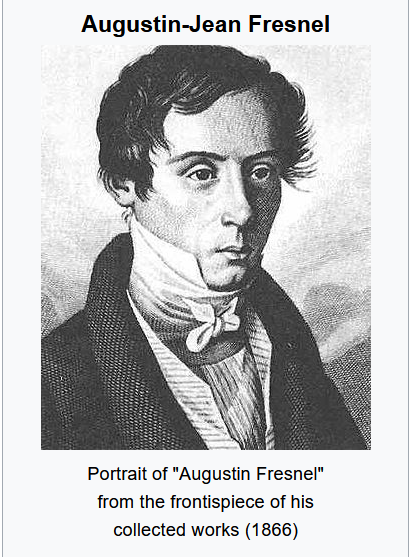 Augustin-Jean Fresnel
Portrait of "Augustin Fresnel"
from the frontispiece of his
collected works (1866)